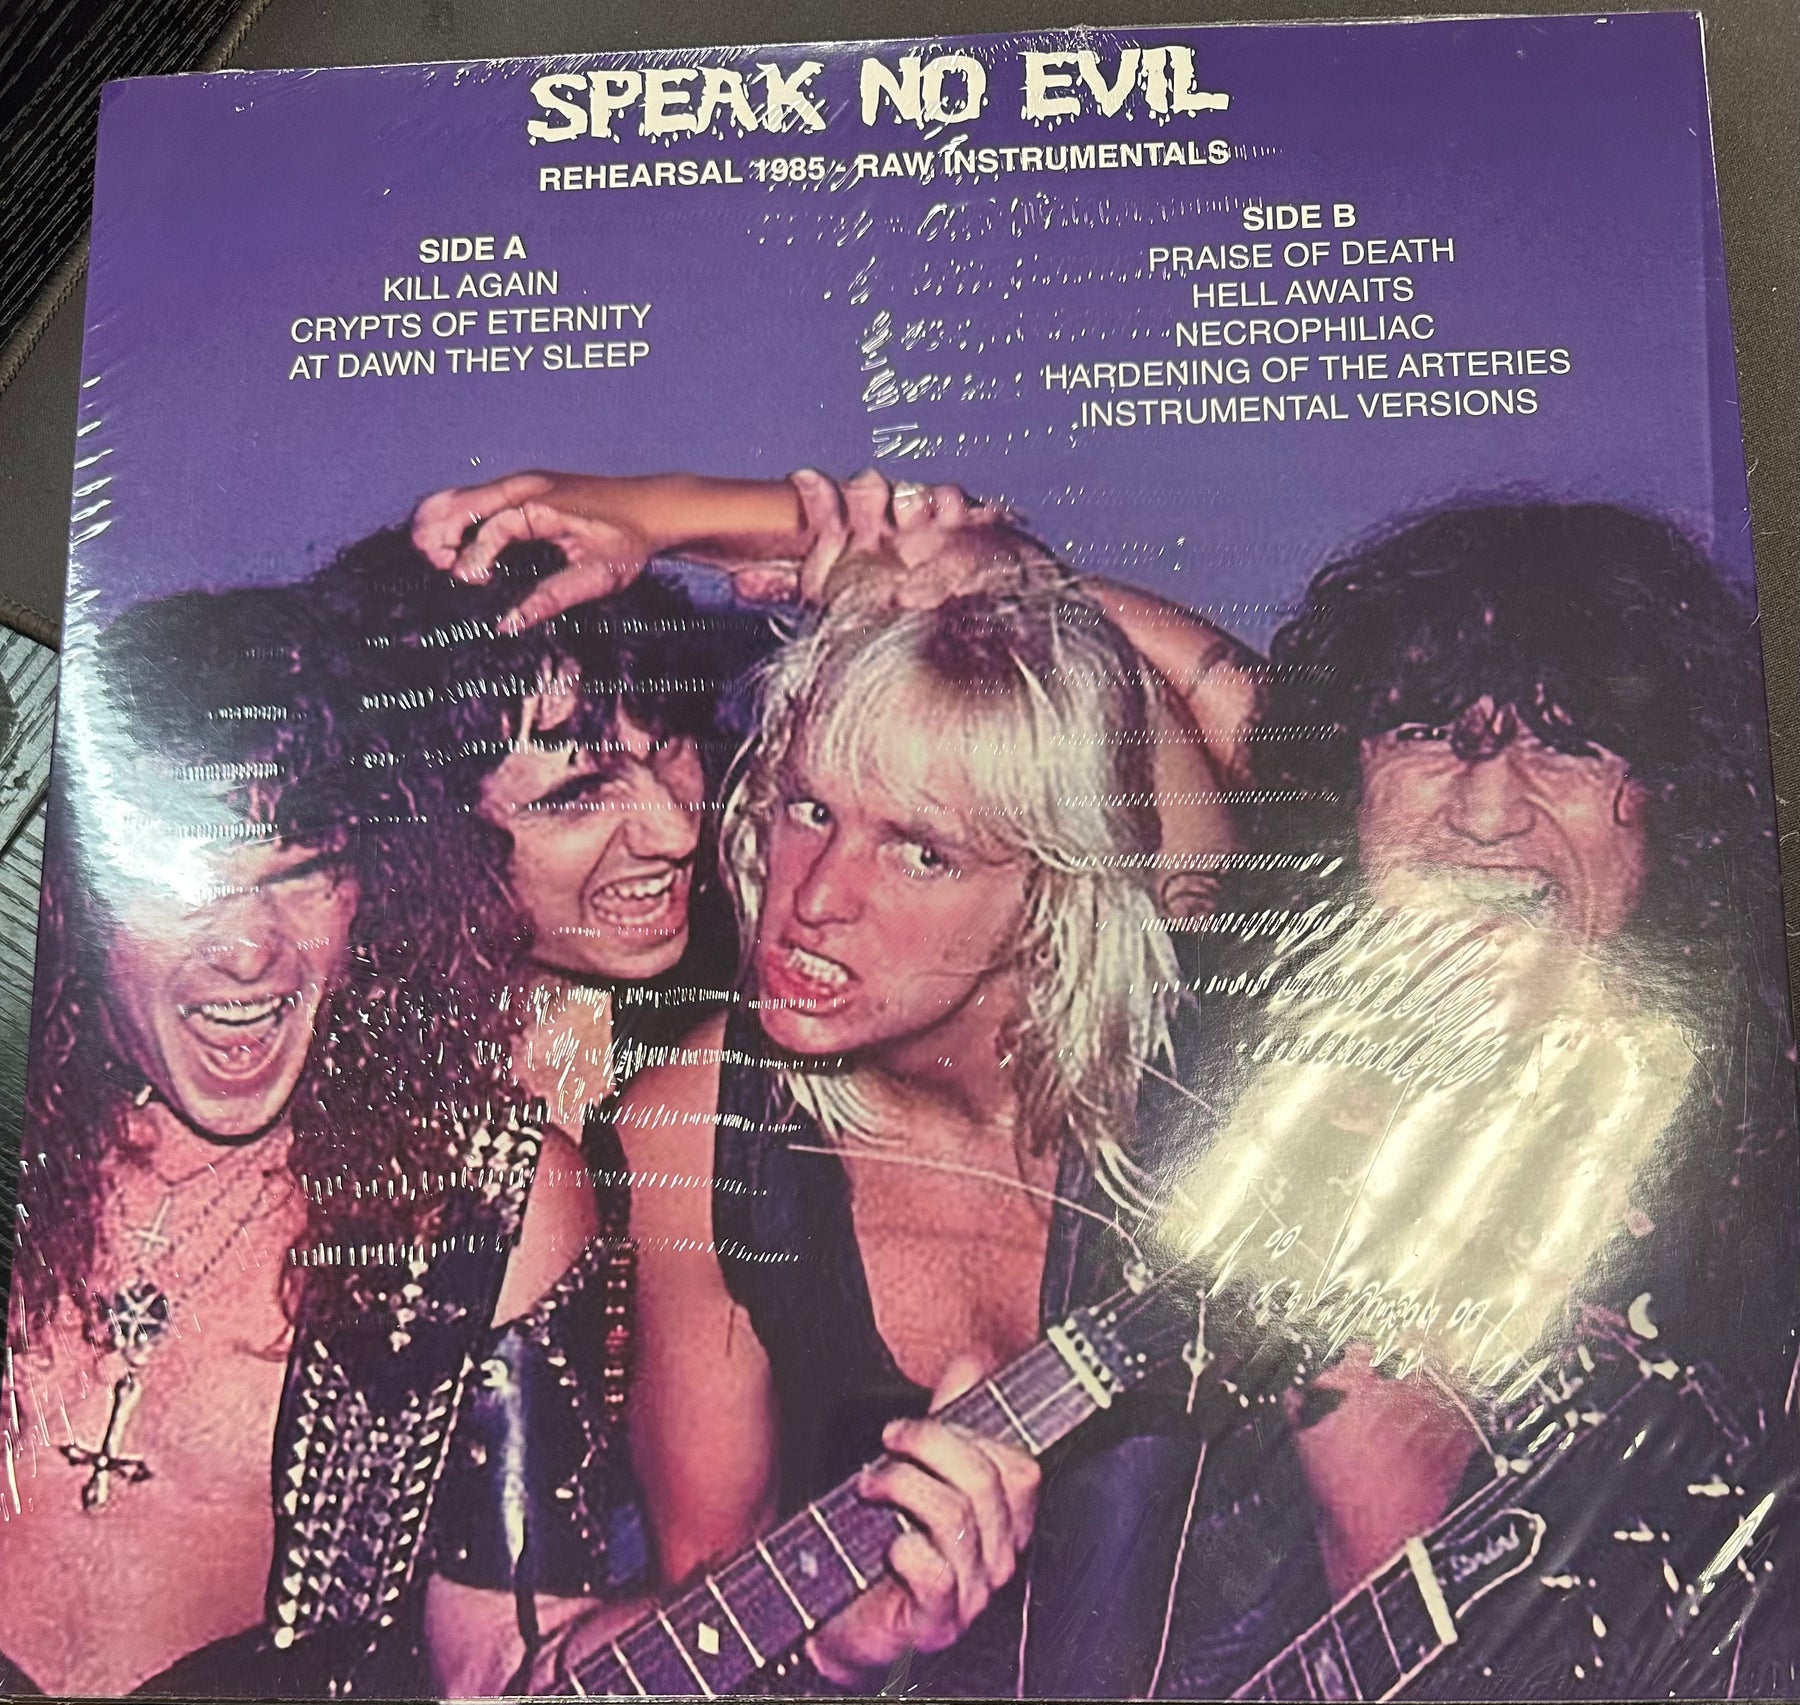 SPEAK NO EVIL
REHEARSAL 1985 - RAW INSTRUMENTALS
SIDE A
KILL AGAIN
CRYPTS OF ETERNITY
AT DAWN THEY SLEEP
SIDE B
PRAISE OF DEATH
HELL AWAITS
NECROPHILIAC
HARDENING OF THE ARTERIES
INSTRUMENTAL VERSIONS